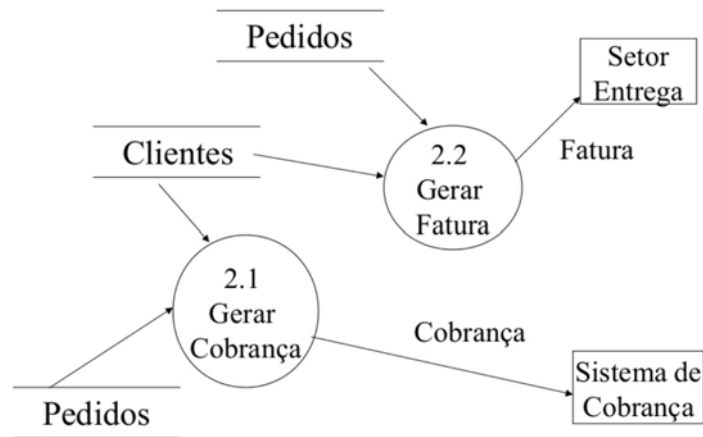 Pedidos
Setor
Entrega
Clientes
2.2
Gerar
Fatura
Fatura
2.1
Gerar
Cobrança
Cobrança
Sistema de
Cobrança
Pedidos